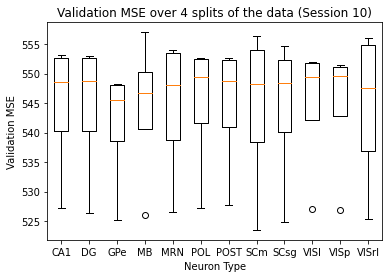 Validation MSE over 4 splits of the data (Session 10)
Validation MSE
555
550
545
540
535
530
525
CA1 DG GPe MB MRN POL POST SCm SCsg VISl VISp VISrl
Neuron Type